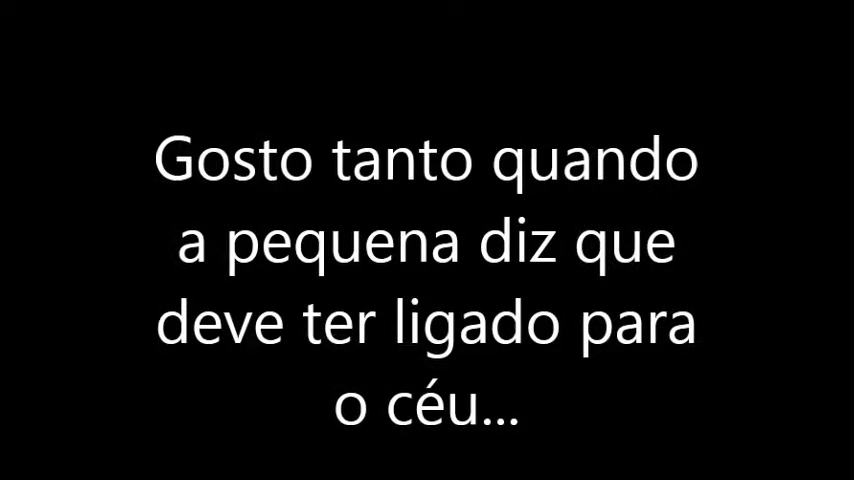 Gosto tanto quando
a pequena diz que
deve ter ligado para
o céu...